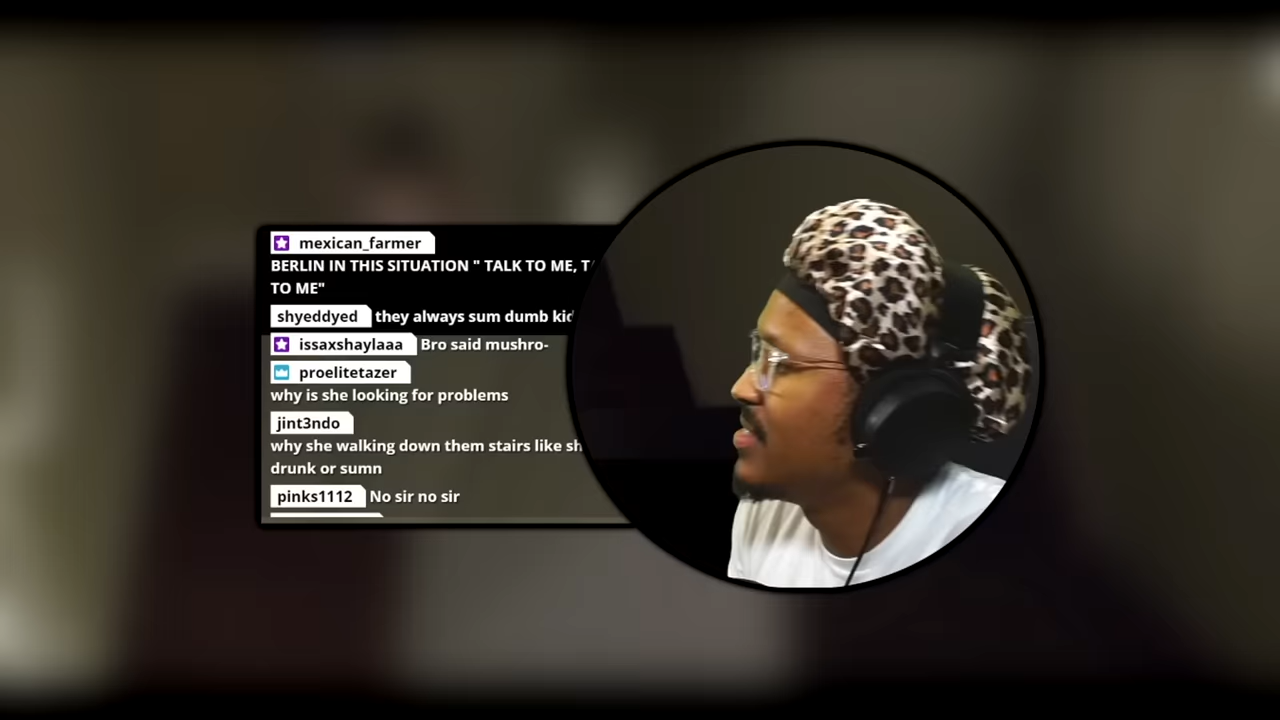 mexican_farmer
BERLIN IN THIS SITUATION " TALK TO ME,
TO ME"
shyeddyed they always sum dumb
issaxshaylaaa Bro said mushro-
proelitetazer
why is she looking for problems
jint3ndo
why she walking down them stairs like
drunk or sumn
pinks1112 No sir no sir